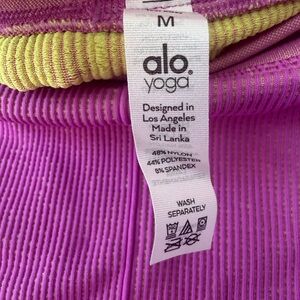 M
alo.
yoga
Designed in
Los Angeles
Made in
Sri Lanka
48% NYLON
44% POLYESTER
8% SPANDEX
WASH
SEPARATELY